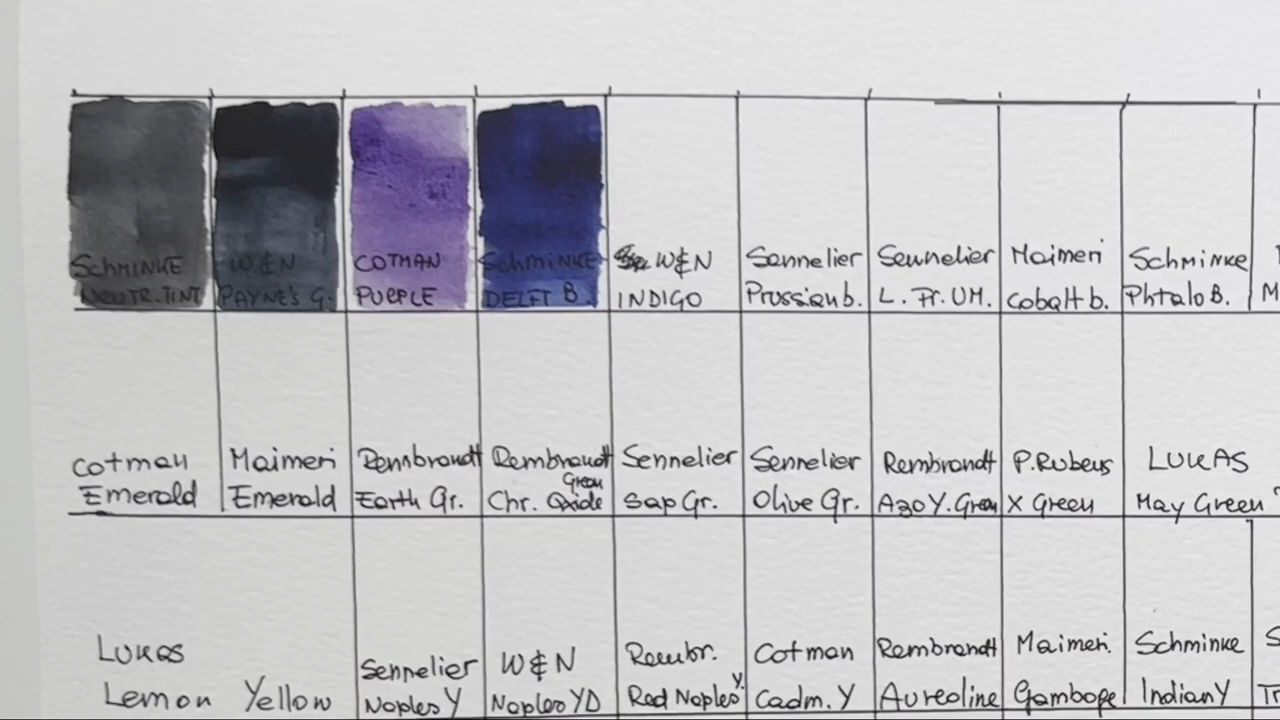 SCHMINKE W&N COTMAN Schminke W&N Sennelier Sennelier Maimeri Schminke
NEUTR.TINT PAYNE'S G. PURPLE DELFT B. INDIGO Prussian b. L. Fr. UM. Cobalt b. Phtalo B. M
Cotman Maimeri Rembrandt Rembrandt Sennelier Sennelier Rembrandt P.Rubens LUKAS
Green
Emerald Emerald Earth Gr. Chr. Oxide Sap Gr. Olive Gr. Azo Y. Green X Green May Green
LUKAS Sennelier W&N Rembr. Cotman Rembrandt Maimeri. Schminke S
Lemon Yellow Naples Y Naples YD Red Naples Y. Cadm. Y Aureoline Gamboge Indian Y